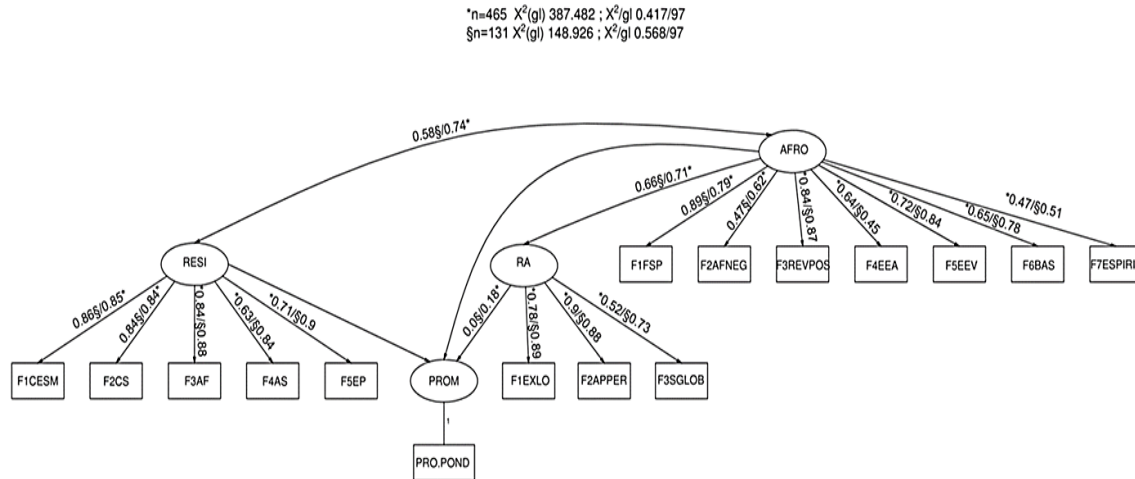 *n=465 X²(gl) 387.482 ; X²/gl 0.417/97
§n=131 X²(gl) 148.926 ; X²/gl 0.568/97
0.58§/0.74*
AFRO
0.66§/0.71*
0.89§/0.79*
0.47§/0.62*
*0.84/§0.87
*0.64/§0.45
*0.72/§0.84
*0.65/§0.78
*0.47/§0.51
RESI
RA
F1FSP
F2AFNEG
F3REVPOS
F4EEA
F5EEV
F6BAS
F7ESPIRI
0.86§/0.85*
0.84§/0.84*
*0.84/§0.88
*0.63/§0.84
*0.71/§0.9
0.0§/0.18*
*0.78/§0.89
*0.9/§0.88
*0.52/§0.73
F1CESM
F2CS
F3AF
F4AS
F5EP
PROM
F1EXLO
F2APPER
F3SGLOB
1
PRO.POND